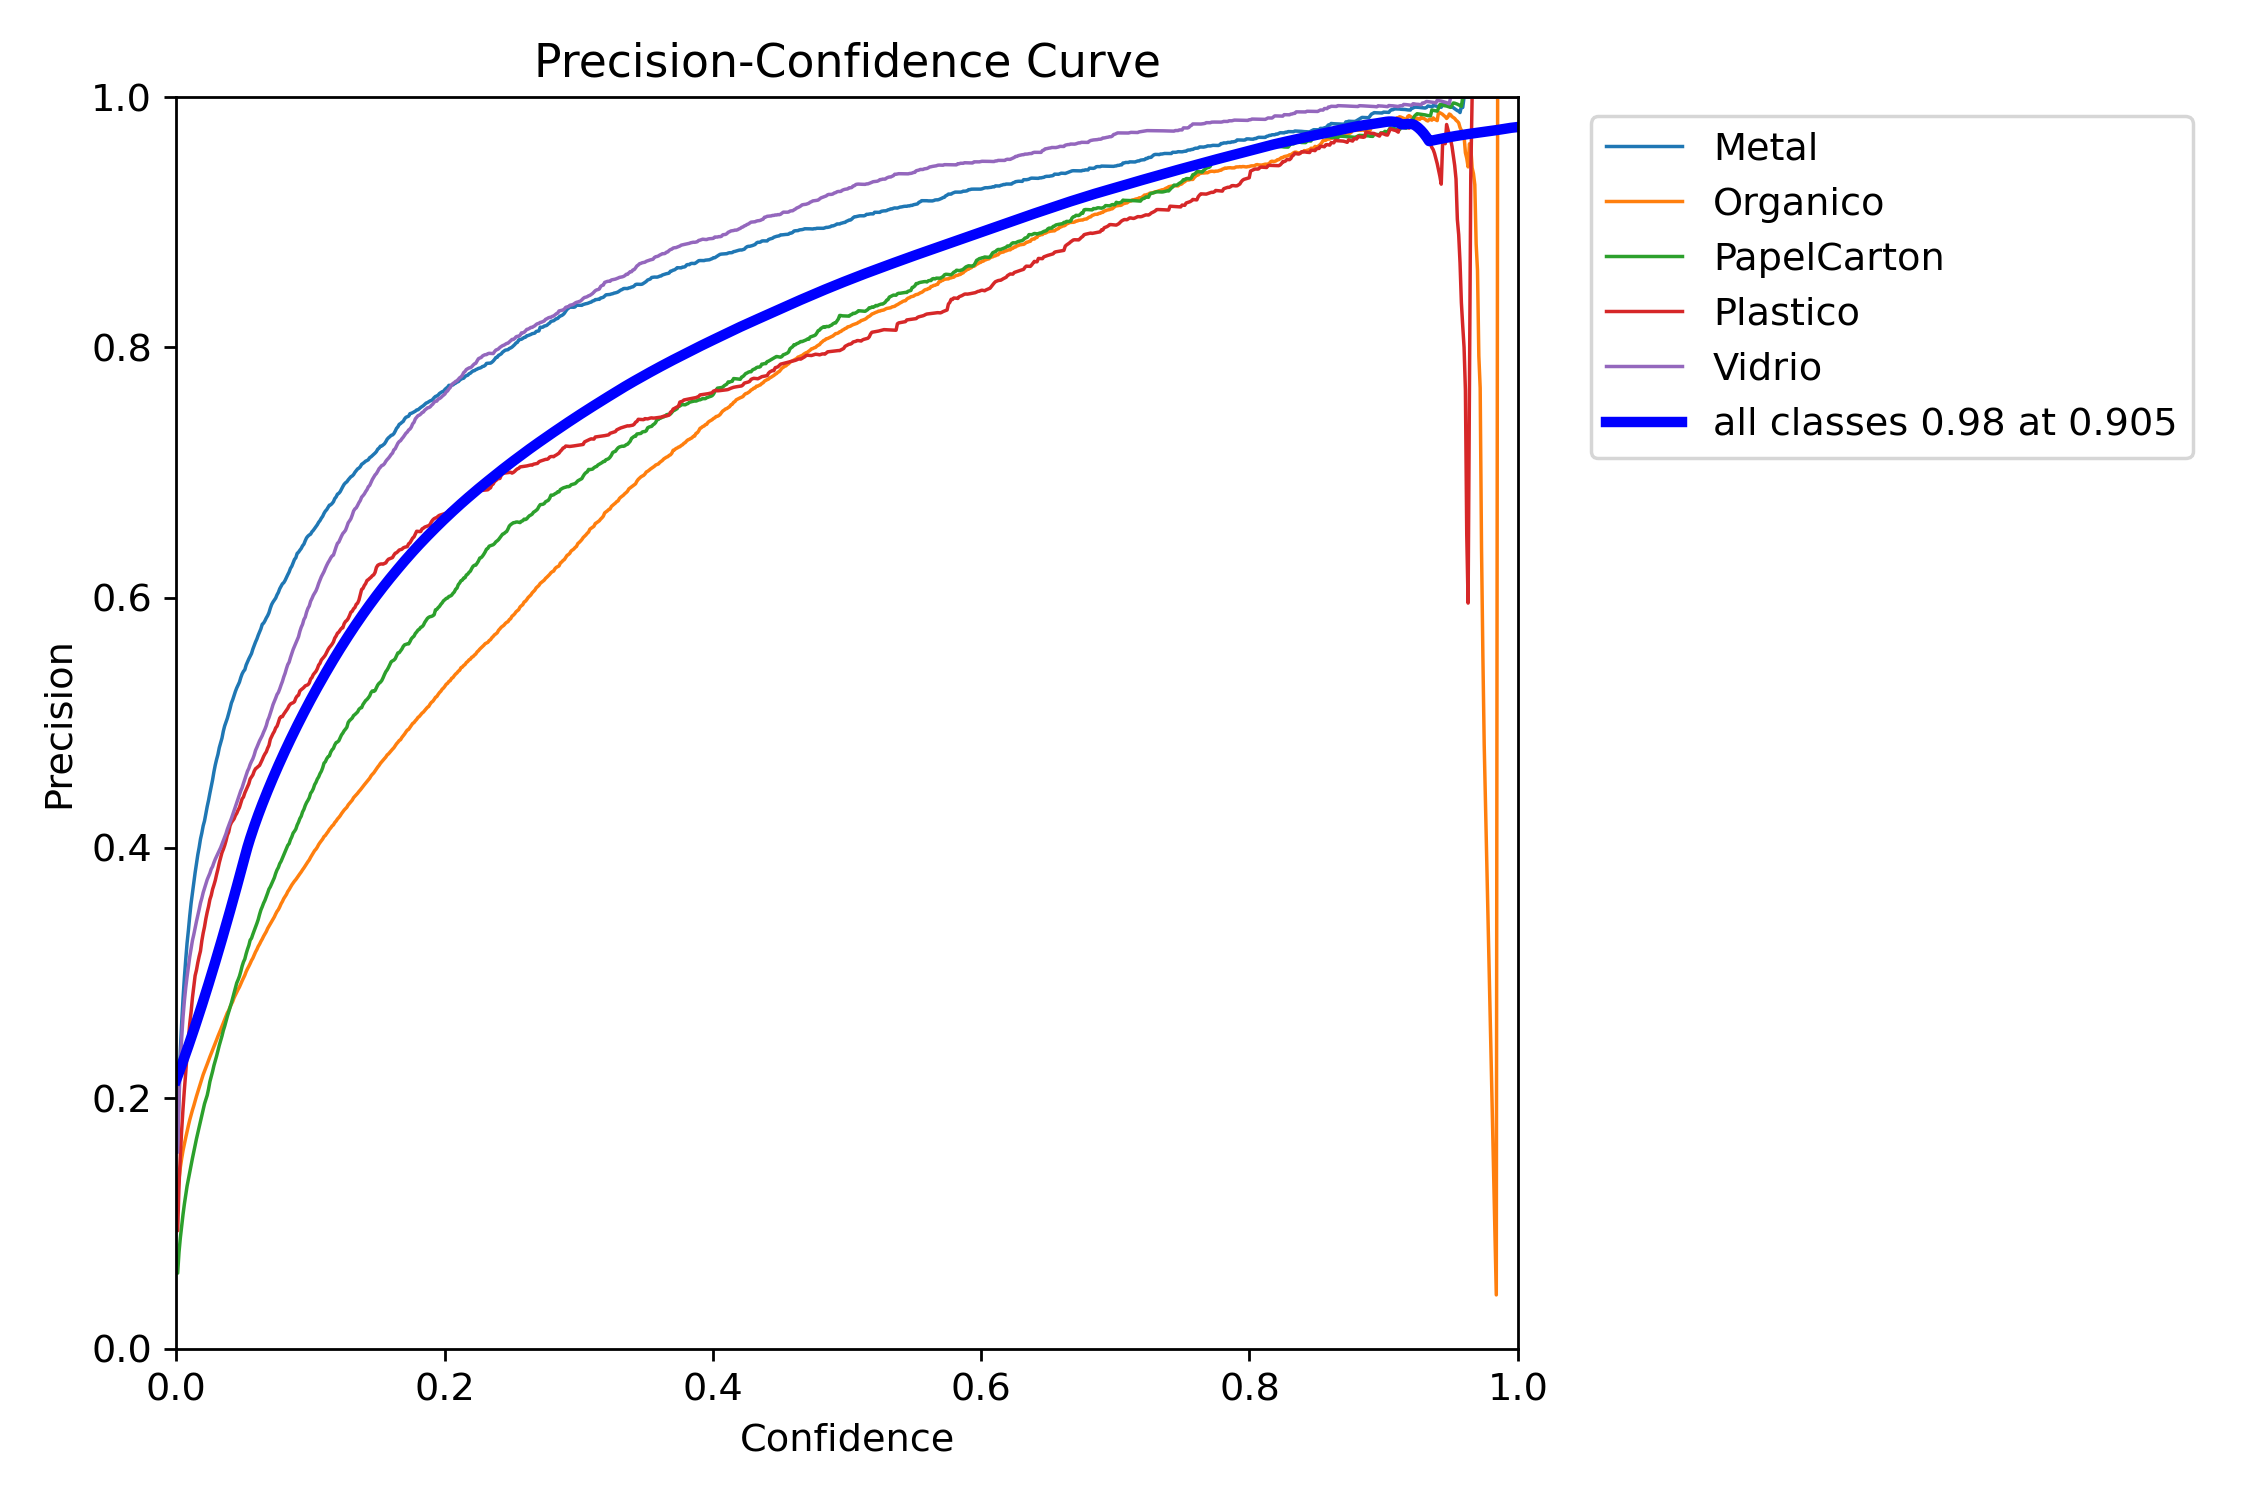 Precision-Confidence Curve
1.0
0.8
0.6
0.4
0.2
0.0
Precision
0.0 0.2 0.4 0.6 0.8 1.0
Confidence
Metal
Organico
PapelCarton
Plastico
Vidrio
all classes 0.98 at 0.905